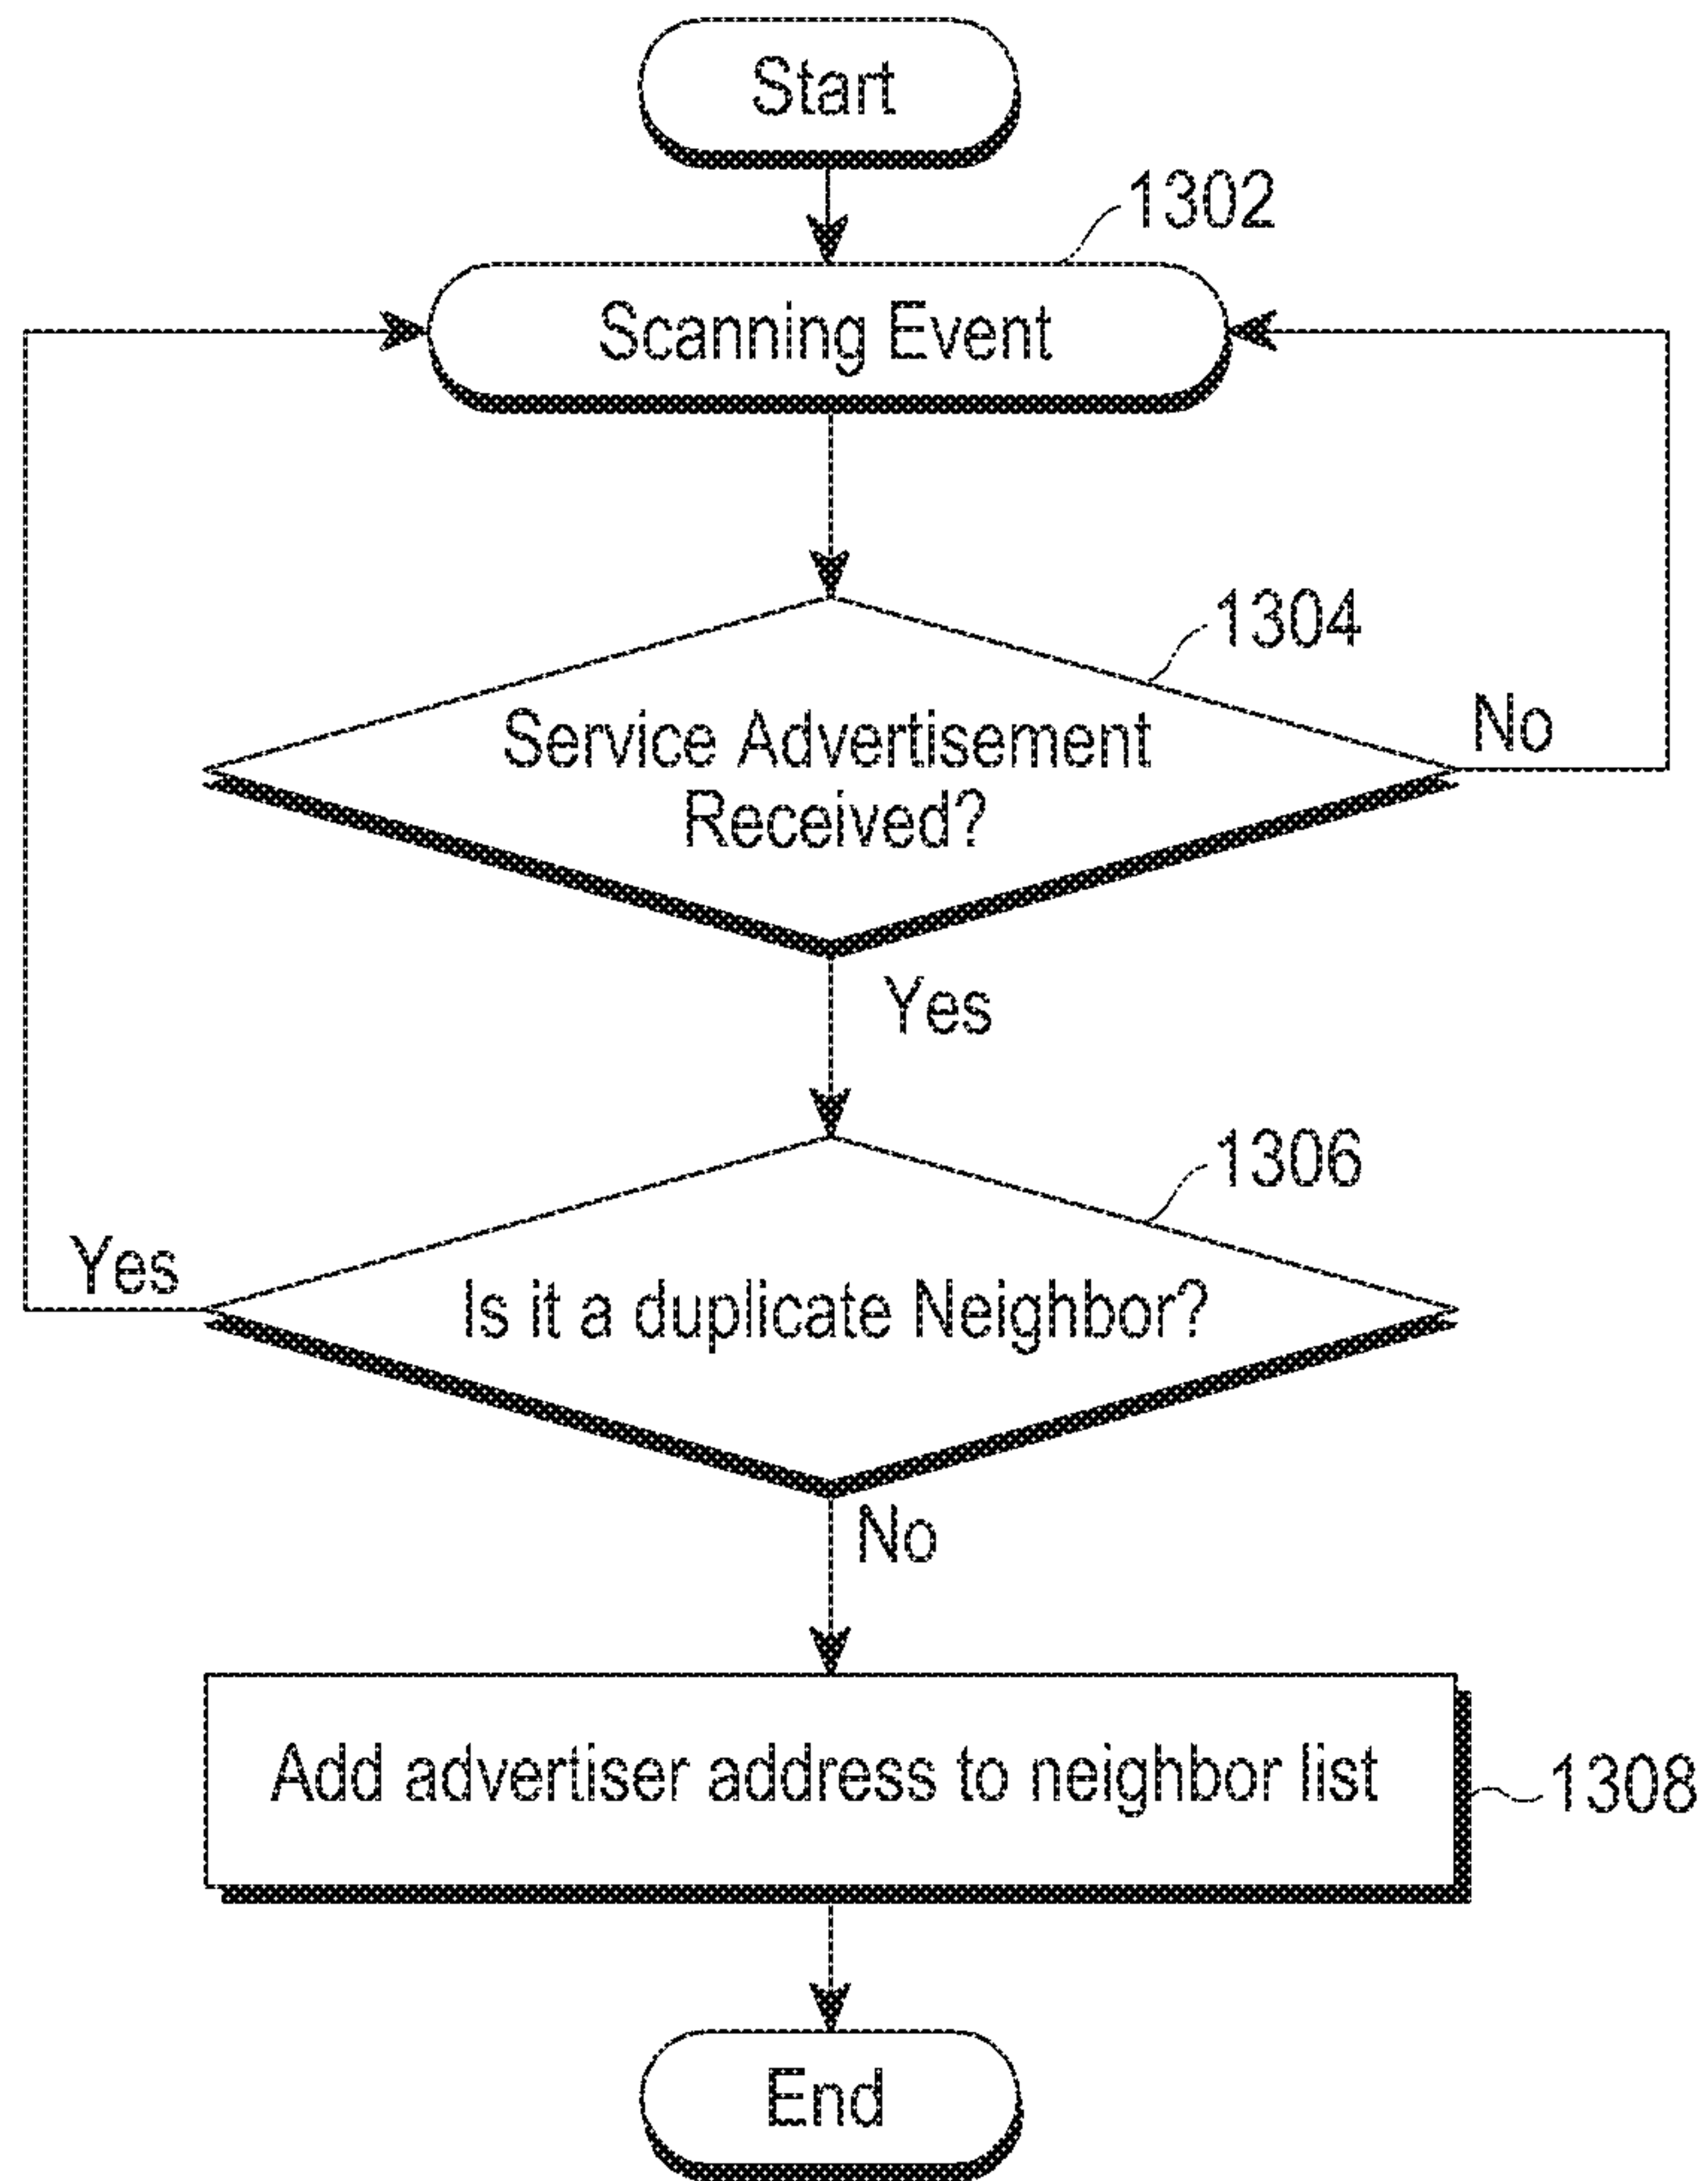 Start
1302
Scanning Event
1304
Service Advertisement
Received?
No
Yes
1306
Yes
Is it a duplicate Neighbor?
No
Add advertiser address to neighbor list
1308
End